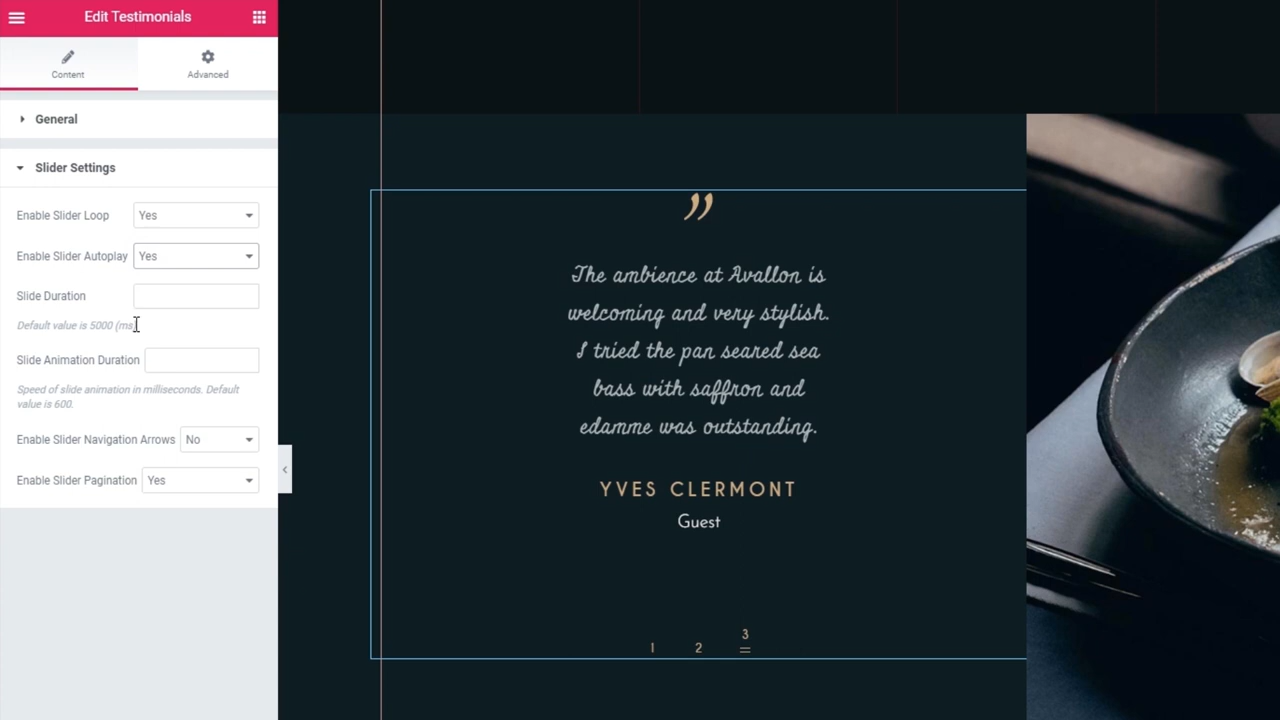 Edit Testimonials
Content
Advanced
General
Slider Settings
Enable Slider Loop Yes
Enable Slider Autoplay Yes
Slide Duration
Default value is 5000 (ms)
Slide Animation Duration
Speed of slide animation in milliseconds. Default
value is 600.
Enable Slider Navigation Arrows No
Enable Slider Pagination Yes
”
The ambience at Avallon is
welcoming and very stylish.
I tried the pan seared sea
bass with saffron and
edamme was outstanding.
YVES CLERMONT
Guest
1 2 3